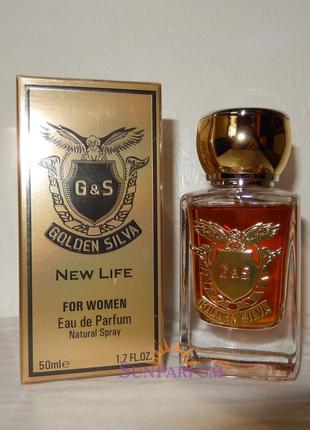 G&S
GOLDEN SILVA
NEW LIFE
FOR WOMEN
Eau de Parfum
Natural Spray
50ml e 1.7 FL.OZ.
G&S
GOLDEN SILVA
SUNPARFUM